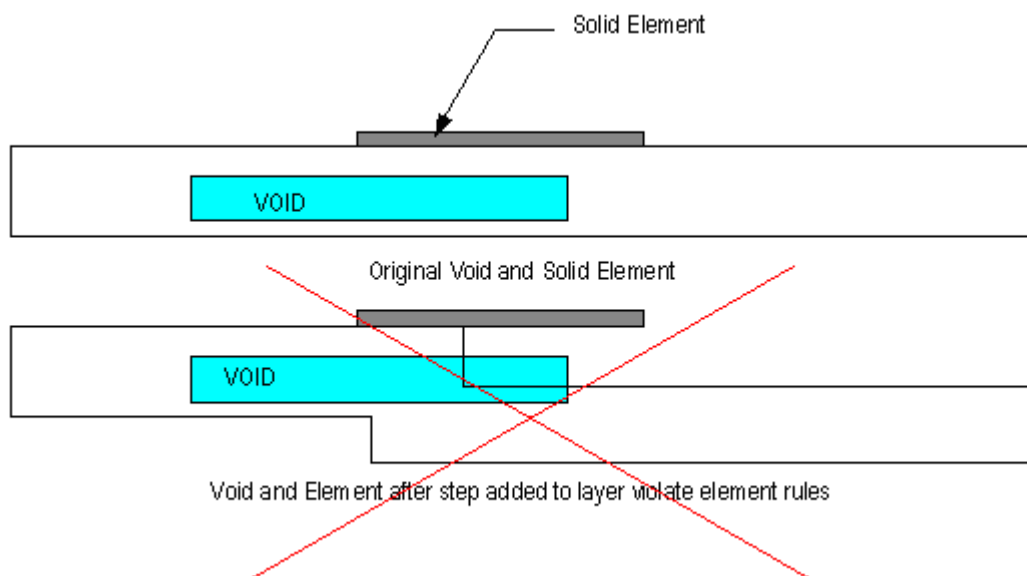 Solid Element
VOID
Original Void and Solid Element
VOID
Void and Element after step added to layer violate element rules